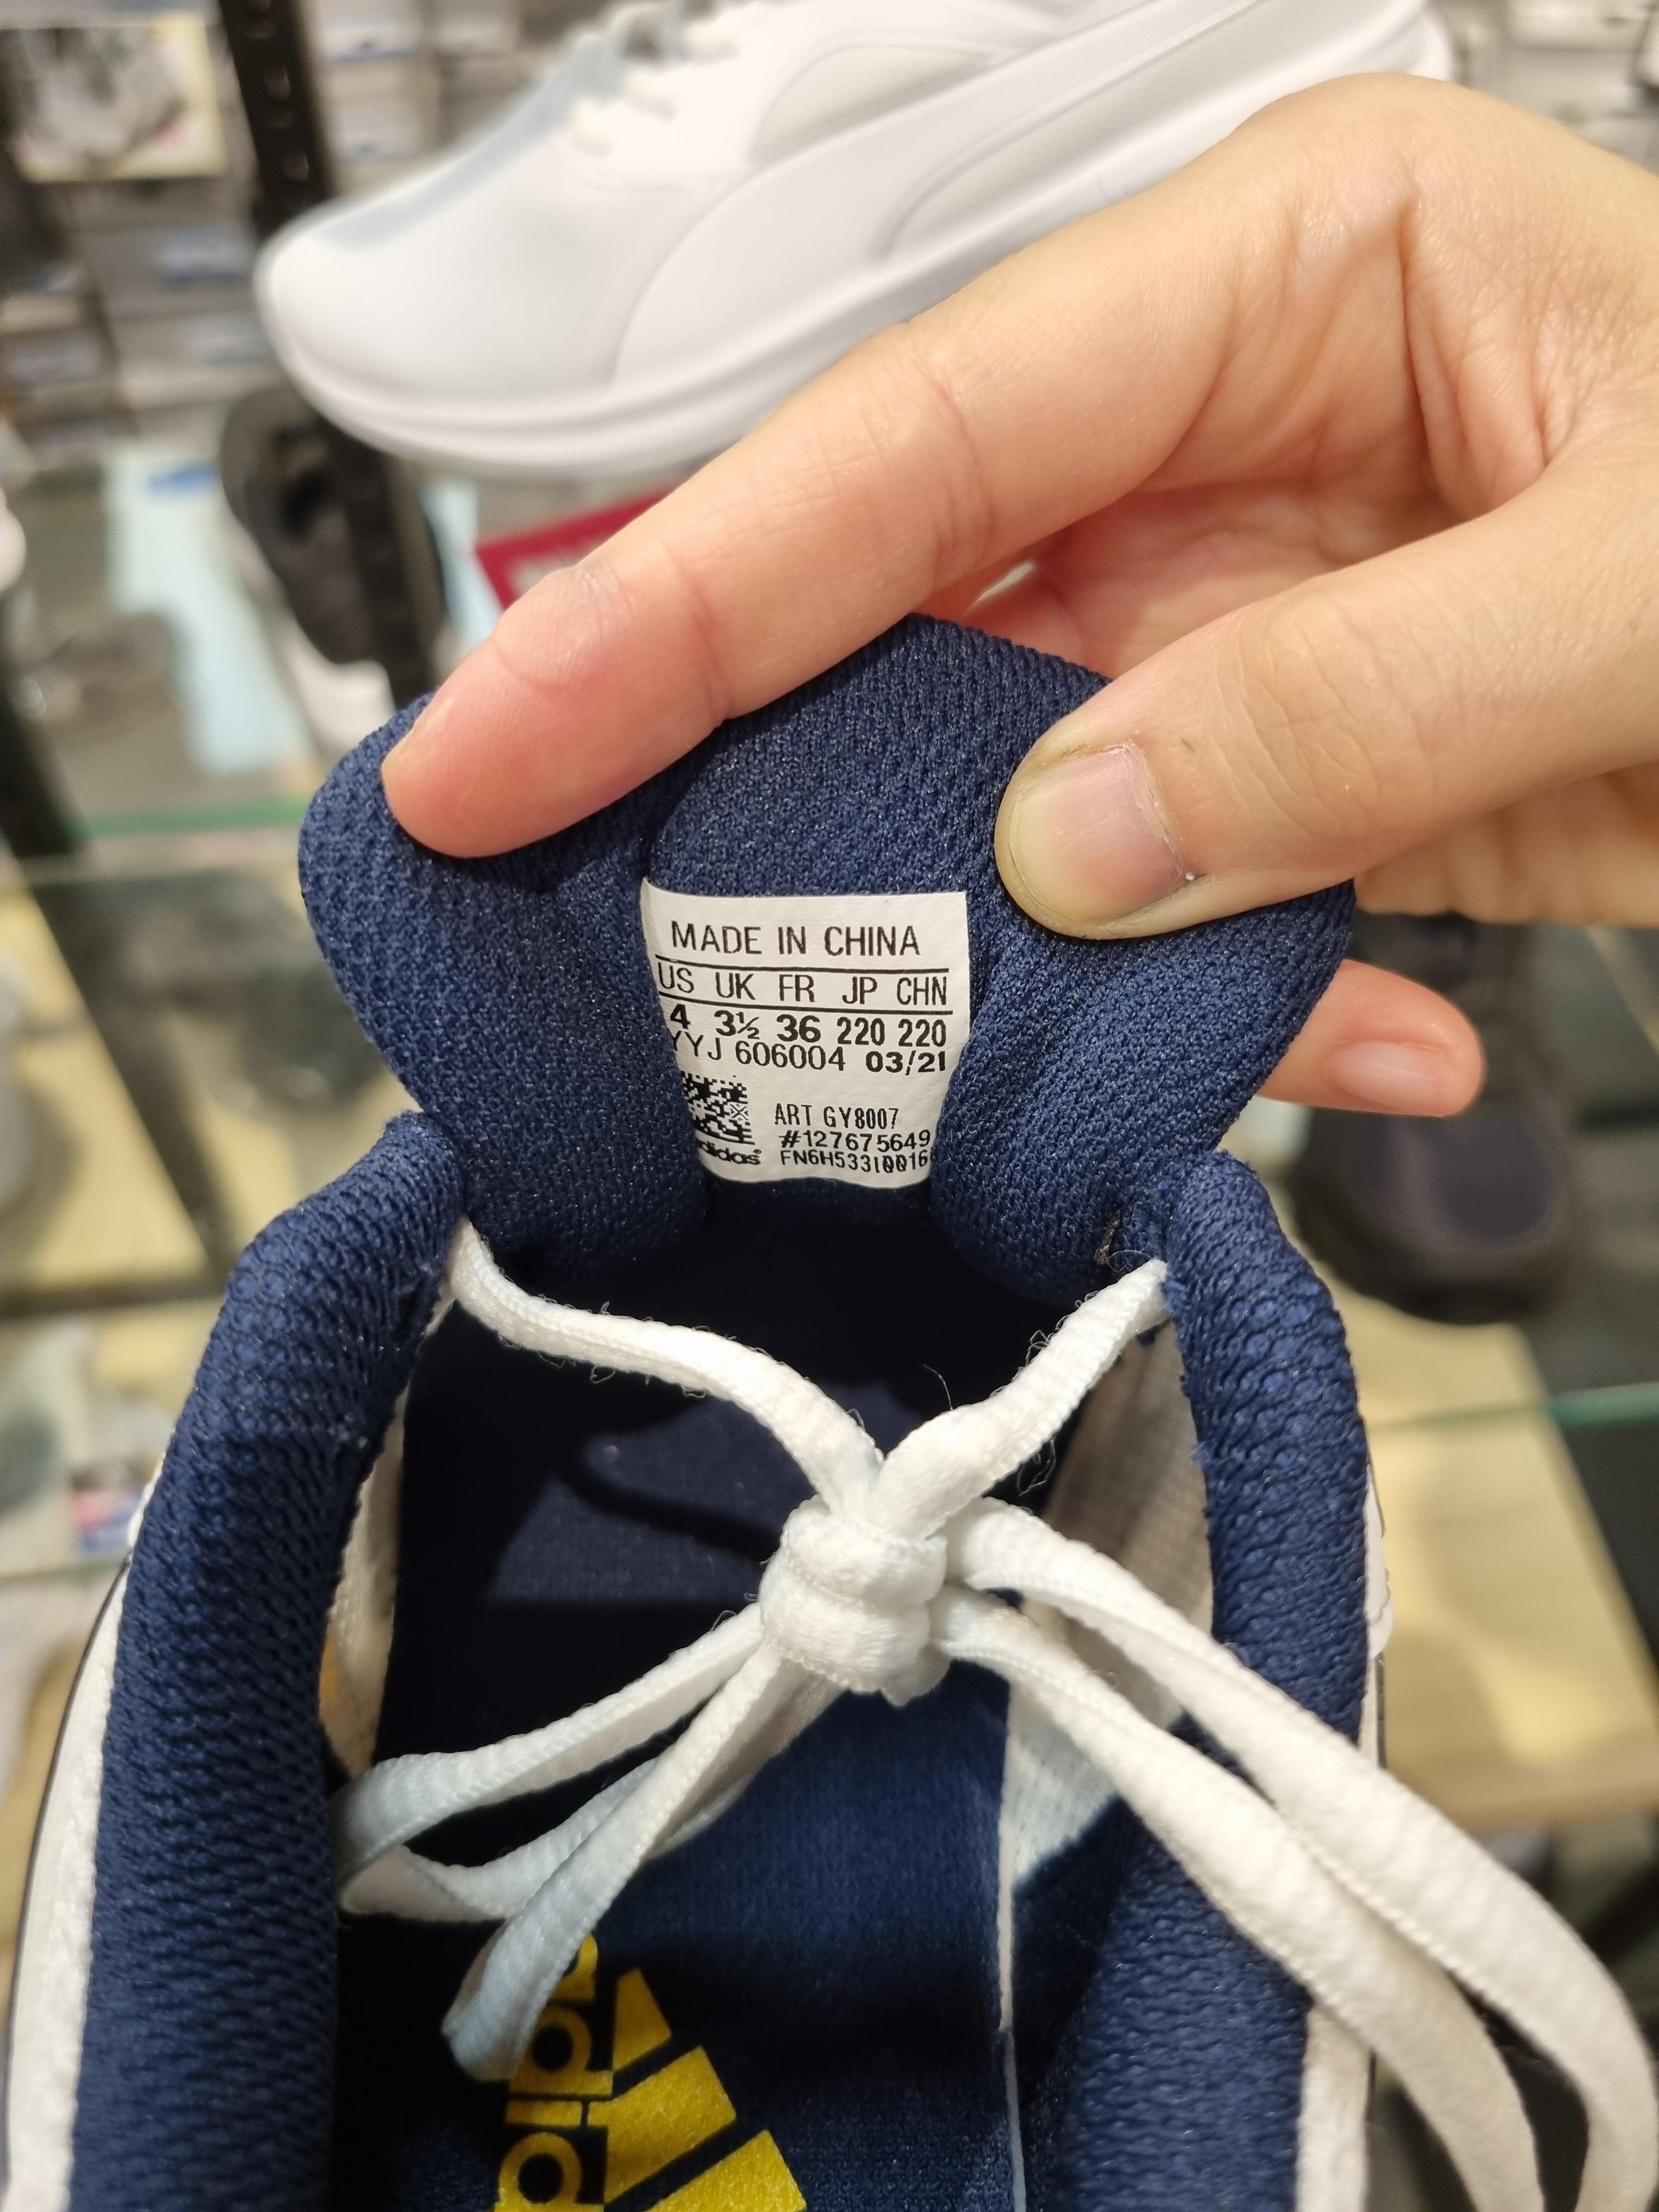 MADE IN CHINA
US UK FR JP CHN
4 3½ 36 220 220
YYJ 606004 03/21
ART GY8007
#127675649
adidas
adidas